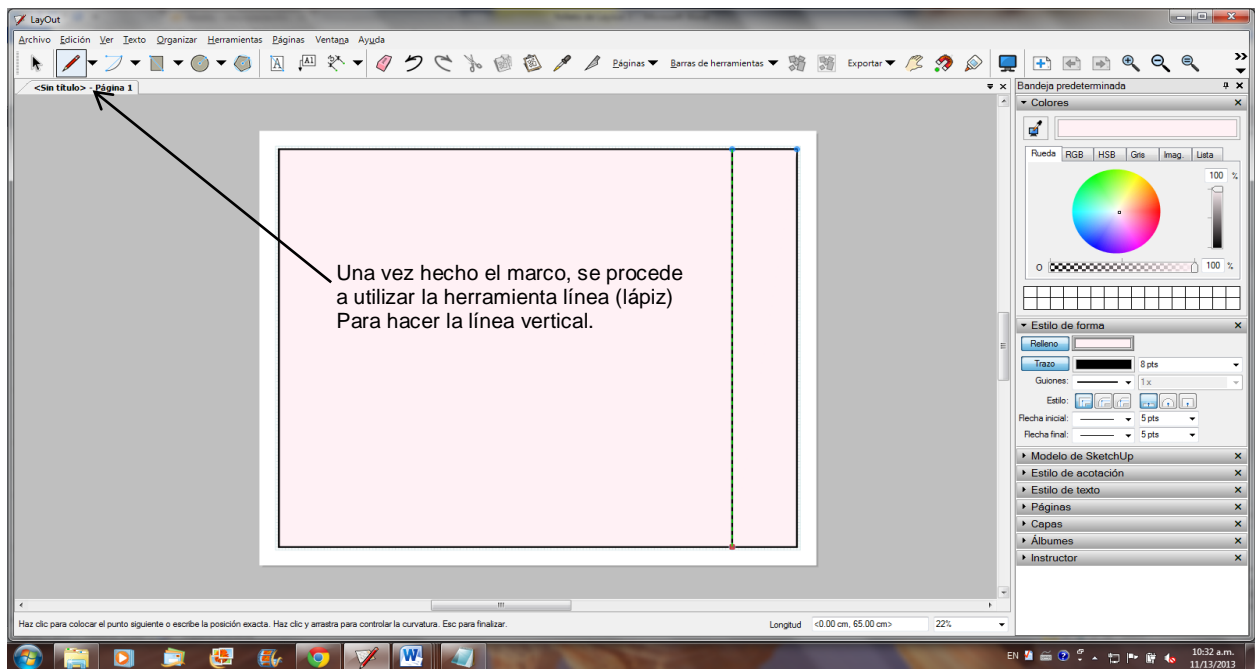 LayOut
Archivo Edición Ver Texto Organizar Herramientas Páginas Ventana Ayuda
A A1 Páginas Barras de herramientas Exportar
<Sin título> - Página 1
Bandeja predeterminada
Colores
Rueda RGB HSB Gris Imag. Lista
100 %
O 100 %
Una vez hecho el marco, se procede
a utilizar la herramienta línea (lápiz)
Para hacer la línea vertical.
Estilo de forma
Relleno
Trazo 8 pts
Guiones: 1 x
Estilo:
Flecha inicial: 5 pts
Flecha final: 5 pts
Modelo de SketchUp
Estilo de acotación
Estilo de texto
Páginas
Capas
Álbumes
Instructor
Haz clic para colocar el punto siguiente o escribe la posición exacta. Haz clic y arrastra para controlar la curvatura. Esc para finalizar. Longitud <0.00 cm, 65.00 cm> 22%
EN 10:32 a.m.
11/13/2013